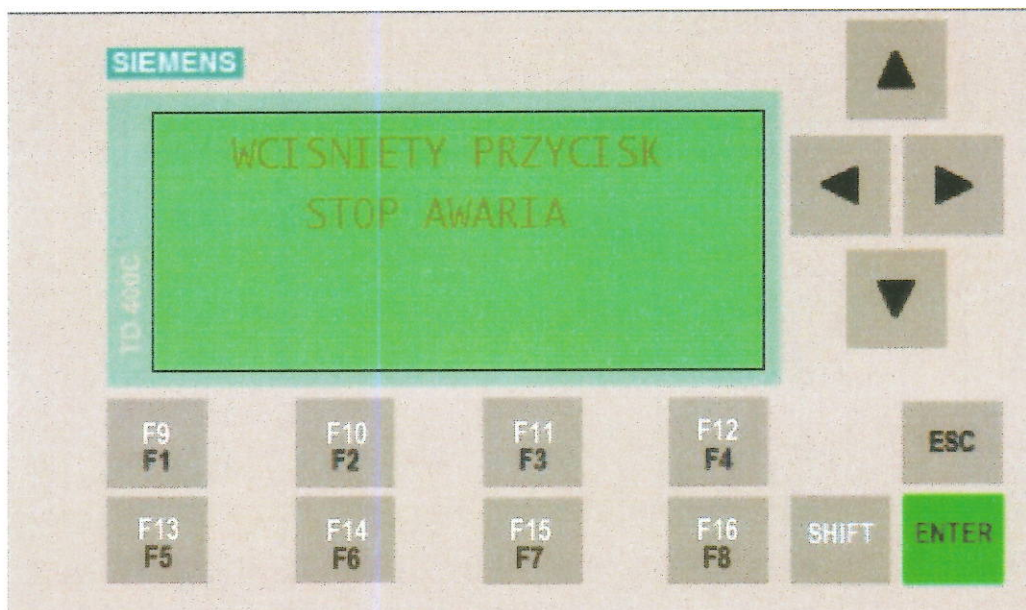 SIEMENS
TD 400C
WCISNIETY PRZYCISK
STOP AWARIA
F9 F10 F11 F12
F1 F2 F3 F4 ESC
F13 F14 F15 F16 SHIFT ENTER
F5 F6 F7 F8